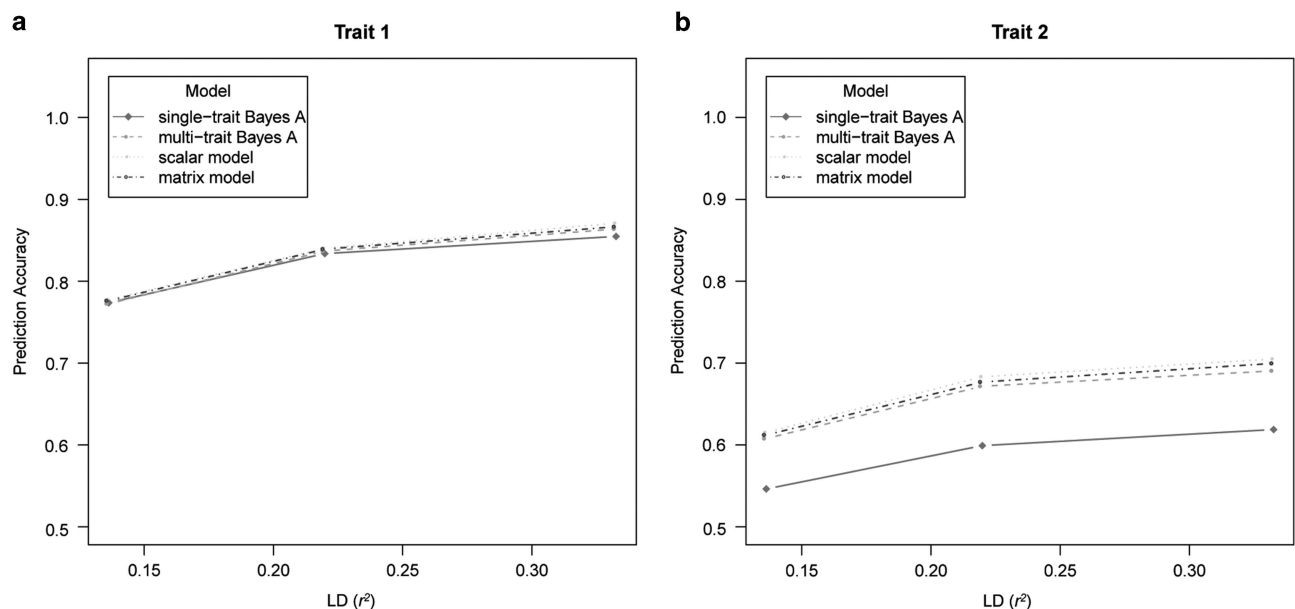 a
Trait 1
Model
single-trait Bayes A
multi-trait Bayes A
scalar model
matrix model
Prediction Accuracy
1.0
0.9
0.8
0.7
0.6
0.5
0.15 0.20 0.25 0.30
LD (r²)
b
Trait 2
Model
single-trait Bayes A
multi-trait Bayes A
scalar model
matrix model
Prediction Accuracy
1.0
0.9
0.8
0.7
0.6
0.5
0.15 0.20 0.25 0.30
LD (r²)